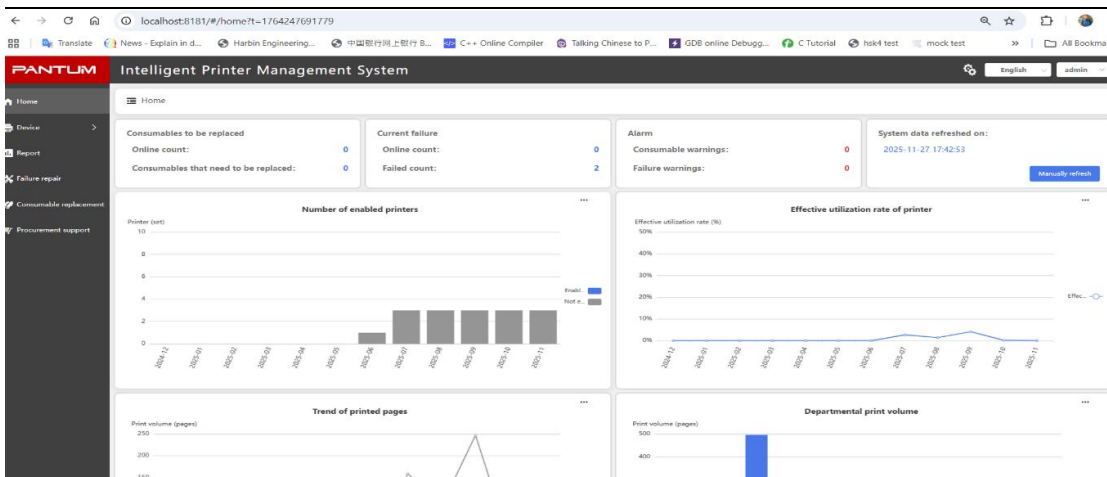 localhost:8181/#/home?t=1764247691779
Translate News - Explain in d... Harbin Engineering... 中国银行网上银行 B... C++ Online Compiler Talking Chinese to P... GDB online Debugg... C Tutorial hsk4 test mock test » All Bookma
PANTUM Intelligent Printer Management System English admin
Home
Device
Report
Failure repair
Consumable replacement
Procurement support
Home
Consumables to be replaced
Online count: 0
Consumables that need to be replaced: 0
Current failure
Online count: 0
Failed count: 2
Alarm
Consumable warnings: 0
Failure warnings: 0
System data refreshed on:
2025-11-27 17:42:53
Manually refresh
Number of enabled printers
Printer (set)
10
8
6
4
2
0
2024-12 2025-01 2025-02 2025-03 2025-04 2025-05 2025-06 2025-07 2025-08 2025-09 2025-10 2025-11
Enabl...
Not e...
Effective utilization rate of printer
Effective utilization rate (%)
50%
40%
30%
20%
10%
0%
2024-12 2025-01 2025-02 2025-03 2025-04 2025-05 2025-06 2025-07 2025-08 2025-09 2025-10 2025-11
Effec...
Trend of printed pages
Print volume (pages)
250
200
150
Departmental print volume
Print volume (pages)
500
400